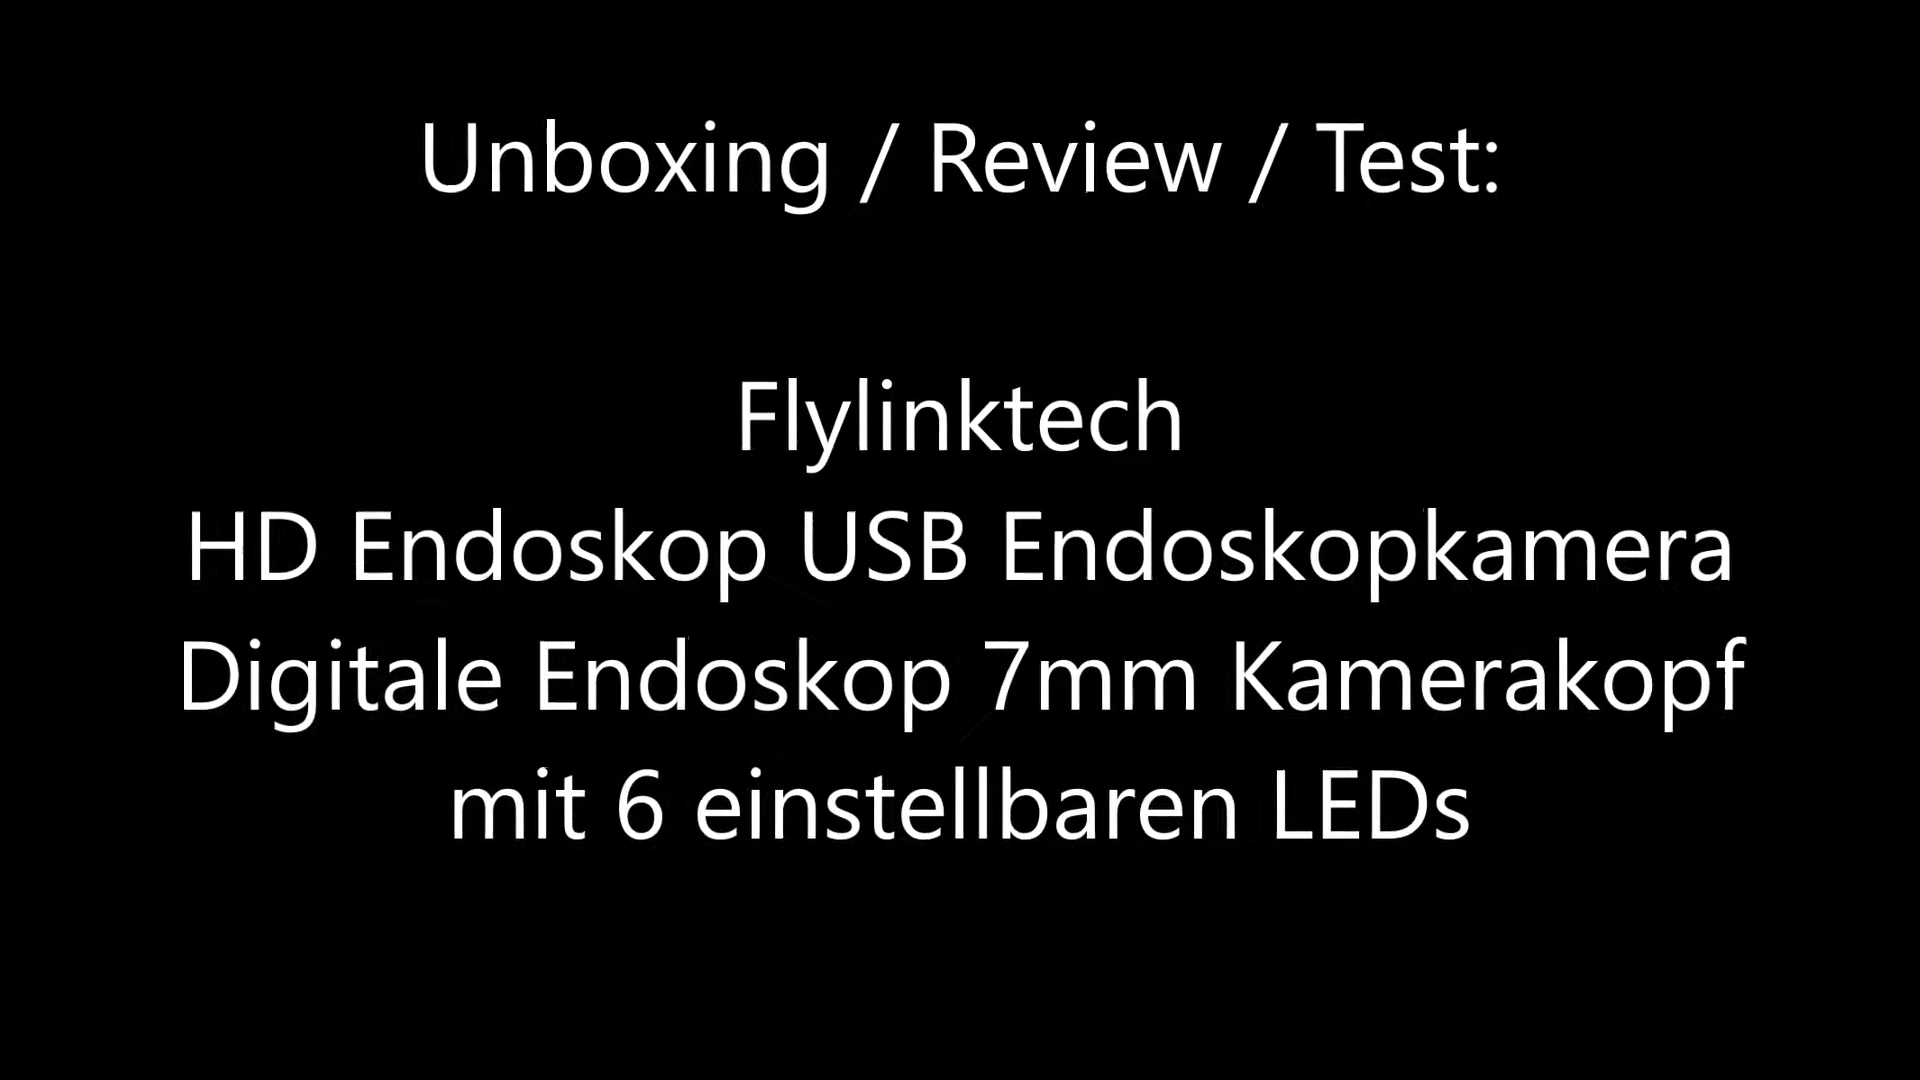 Unboxing / Review / Test:
Flylinktech
HD Endoskop USB Endoskopkamera
Digitale Endoskop 7mm Kamerakopf
mit 6 einstellbaren LEDs